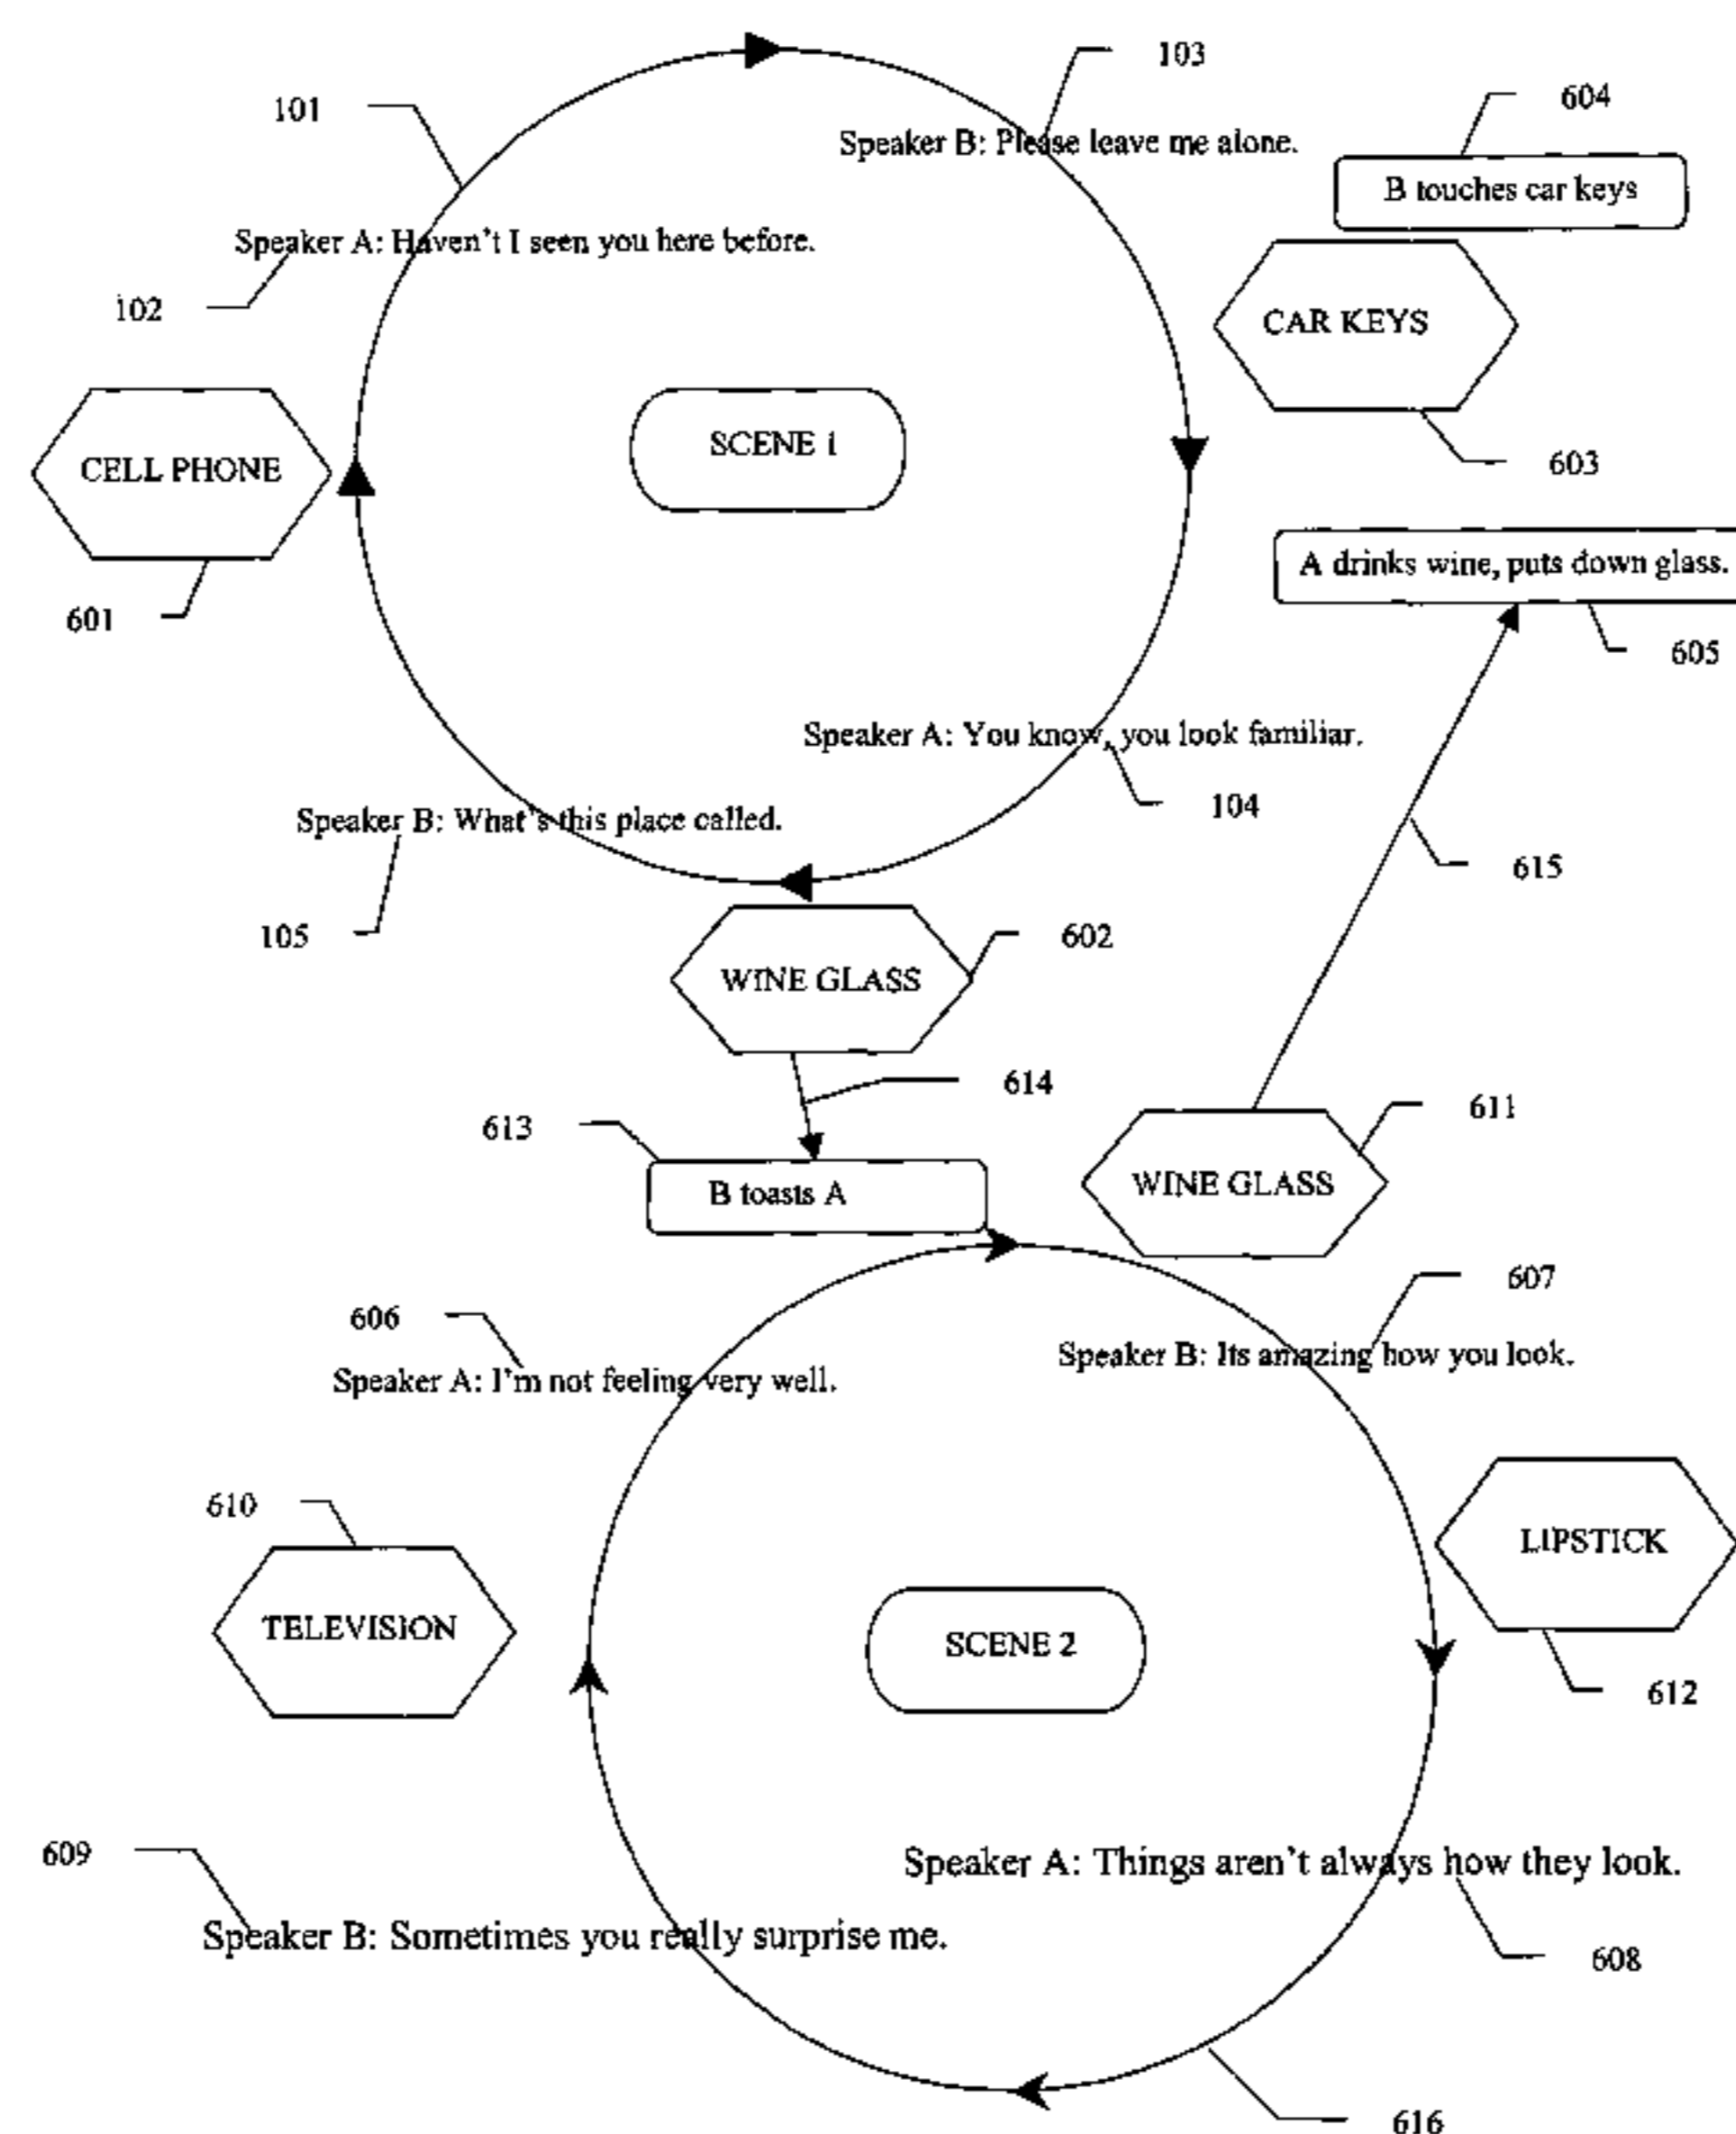 103
604
101
Speaker B: Please leave me alone.
B touches car keys
Speaker A: Haven't I seen you here before.
102
CAR KEYS
SCENE 1
CELL PHONE
603
A drinks wine, puts down glass.
601
605
Speaker A: You know, you look familiar.
104
Speaker B: What's this place called.
615
105
602
WINE GLASS
614
611
613
WINE GLASS
B toasts A
607
606
Speaker B: Its amazing how you look.
Speaker A: I'm not feeling very well.
610
LIPSTICK
TELEVISION
SCENE 2
612
609
Speaker A: Things aren't always how they look.
Speaker B: Sometimes you really surprise me.
608
616